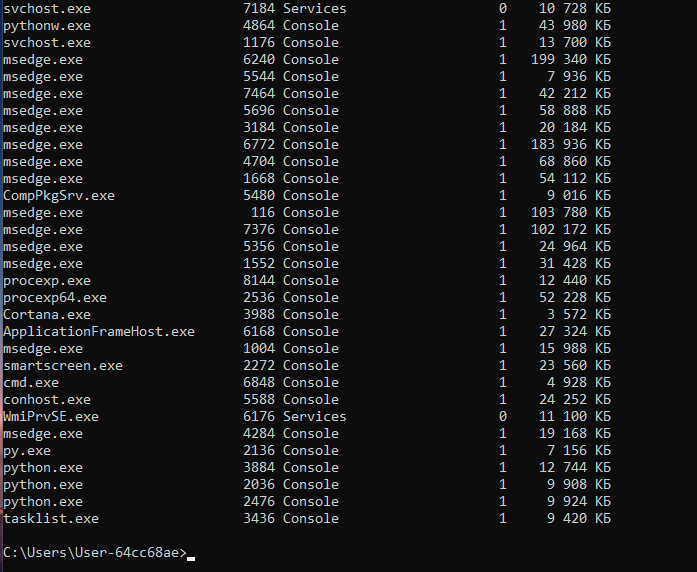 svchost.exe 7184 Services 0 10 728 КБ
pythonw.exe 4864 Console 1 43 980 КБ
svchost.exe 1176 Console 1 13 700 КБ
msedge.exe 6240 Console 1 199 340 КБ
msedge.exe 5544 Console 1 7 936 КБ
msedge.exe 7464 Console 1 42 212 КБ
msedge.exe 5696 Console 1 58 888 КБ
msedge.exe 3184 Console 1 20 184 КБ
msedge.exe 6772 Console 1 183 936 КБ
msedge.exe 4704 Console 1 68 860 КБ
msedge.exe 1668 Console 1 54 112 КБ
CompPkgSrv.exe 5480 Console 1 9 016 КБ
msedge.exe 116 Console 1 103 780 КБ
msedge.exe 7376 Console 1 102 172 КБ
msedge.exe 5356 Console 1 24 964 КБ
msedge.exe 1552 Console 1 31 428 КБ
procexp.exe 8144 Console 1 12 440 КБ
procexp64.exe 2536 Console 1 52 228 КБ
Cortana.exe 3988 Console 1 3 572 КБ
ApplicationFrameHost.exe 6168 Console 1 27 324 КБ
msedge.exe 1004 Console 1 15 988 КБ
smartscreen.exe 2272 Console 1 23 560 КБ
cmd.exe 6848 Console 1 4 928 КБ
conhost.exe 5588 Console 1 24 252 КБ
WmiPrvSE.exe 6176 Services 0 11 100 КБ
msedge.exe 4284 Console 1 19 168 КБ
py.exe 2136 Console 1 7 156 КБ
python.exe 3884 Console 1 12 744 КБ
python.exe 2036 Console 1 9 908 КБ
python.exe 2476 Console 1 9 924 КБ
tasklist.exe 3436 Console 1 9 420 КБ
C:\Users\User-64cc68ae>